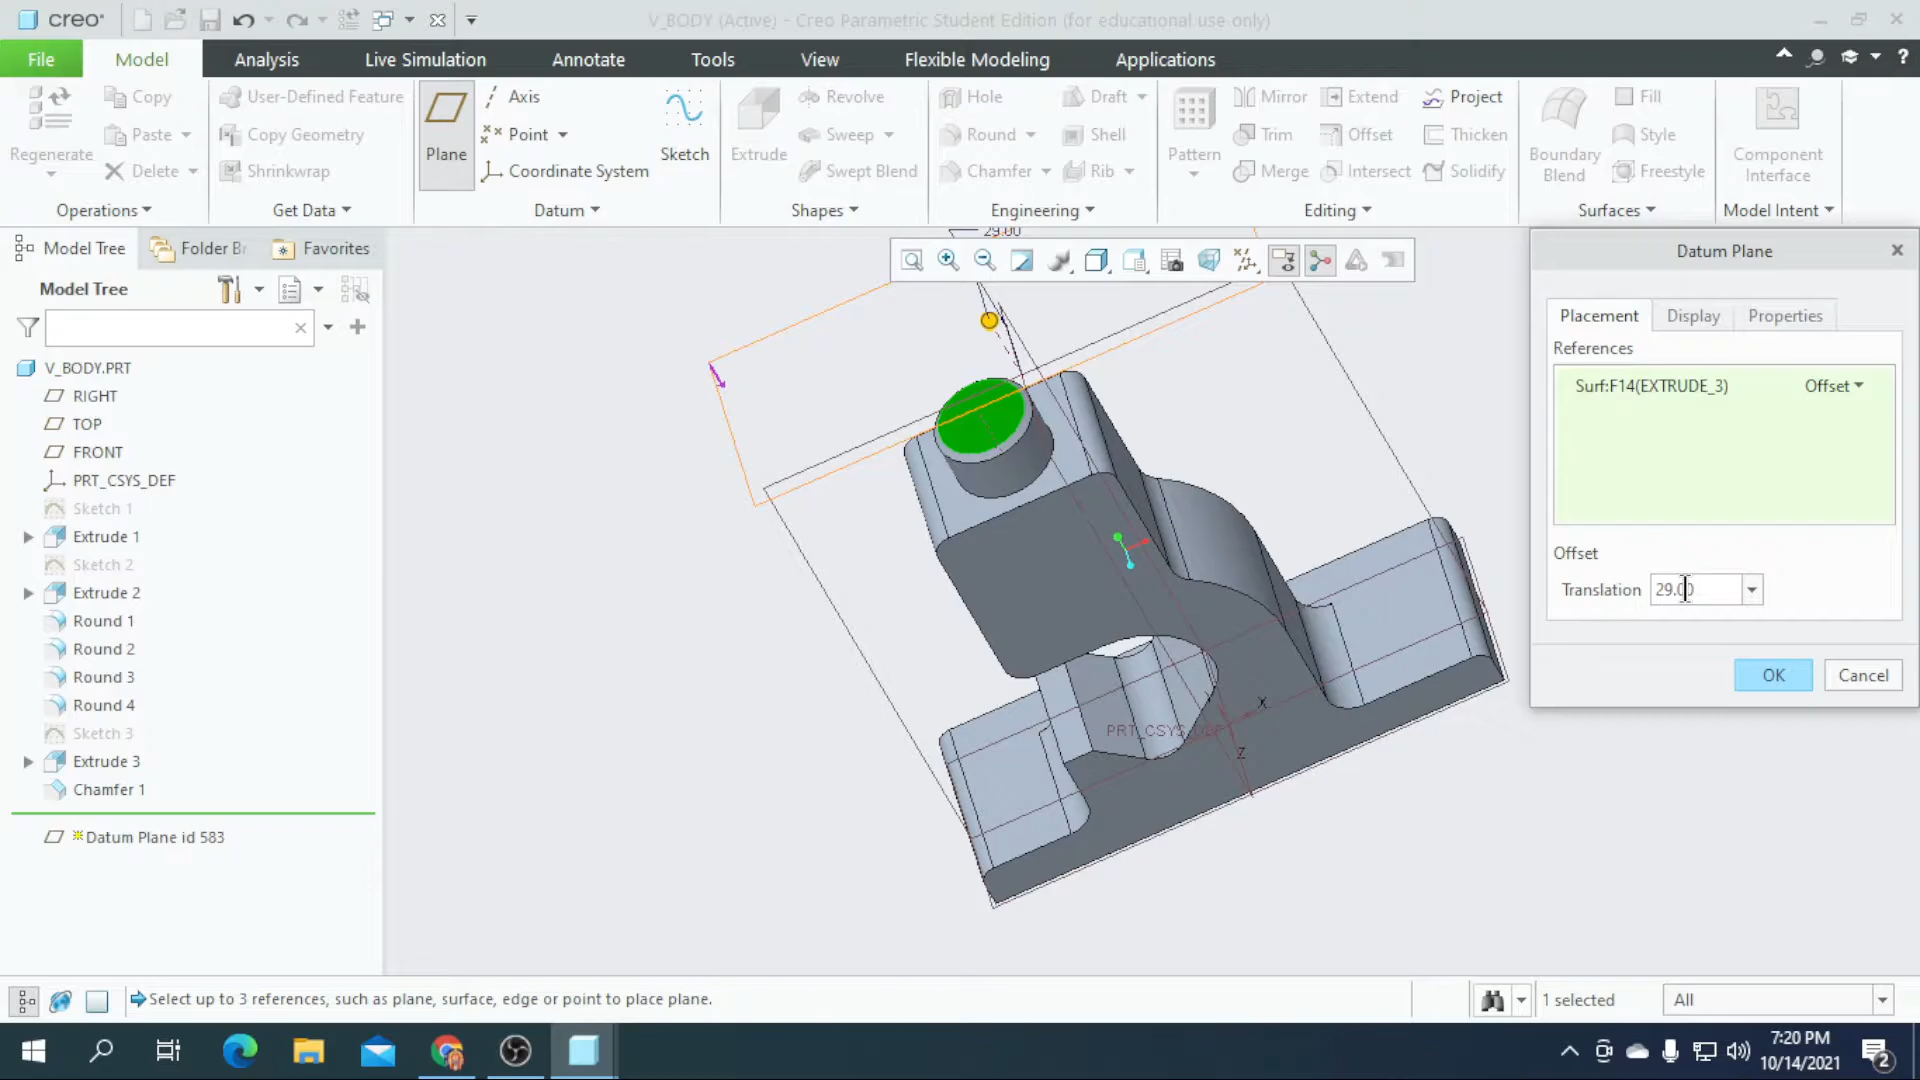 creo·
V_BODY (Active) - Creo Parametric Student Edition (for educational use only)
File
Model
Analysis
Live Simulation
Annotate
Tools
View
Flexible Modeling
Applications
Regenerate
Copy
Paste
Delete
Operations
User-Defined Feature
Copy Geometry
Shrinkwrap
Get Data
Plane
Axis
Point
Coordinate System
Sketch
Datum
Extrude
Revolve
Sweep
Swept Blend
Shapes
Hole
Round
Chamfer
Draft
Shell
Rib
Engineering
Pattern
Mirror
Trim
Merge
Extend
Offset
Intersect
Project
Thicken
Solidify
Editing
Boundary
Blend
Fill
Style
Freestyle
Surfaces
Component
Interface
Model Intent
Model Tree
Folder Br
Favorites
Model Tree
V_BODY.PRT
RIGHT
TOP
FRONT
PRT_CSYS_DEF
Sketch 1
Extrude 1
Sketch 2
Extrude 2
Round 1
Round 2
Round 3
Round 4
Sketch 3
Extrude 3
Chamfer 1
Datum Plane id 583
29.00
PRT_CSYS_DEF
X
Z
Datum Plane
Placement
Display
Properties
References
Surf:F14(EXTRUDE_3)
Offset
Offset
Translation
29.00
OK
Cancel
Select up to 3 references, such as plane, surface, edge or point to place plane.
1 selected
All
7:20 PM
10/14/2021
2